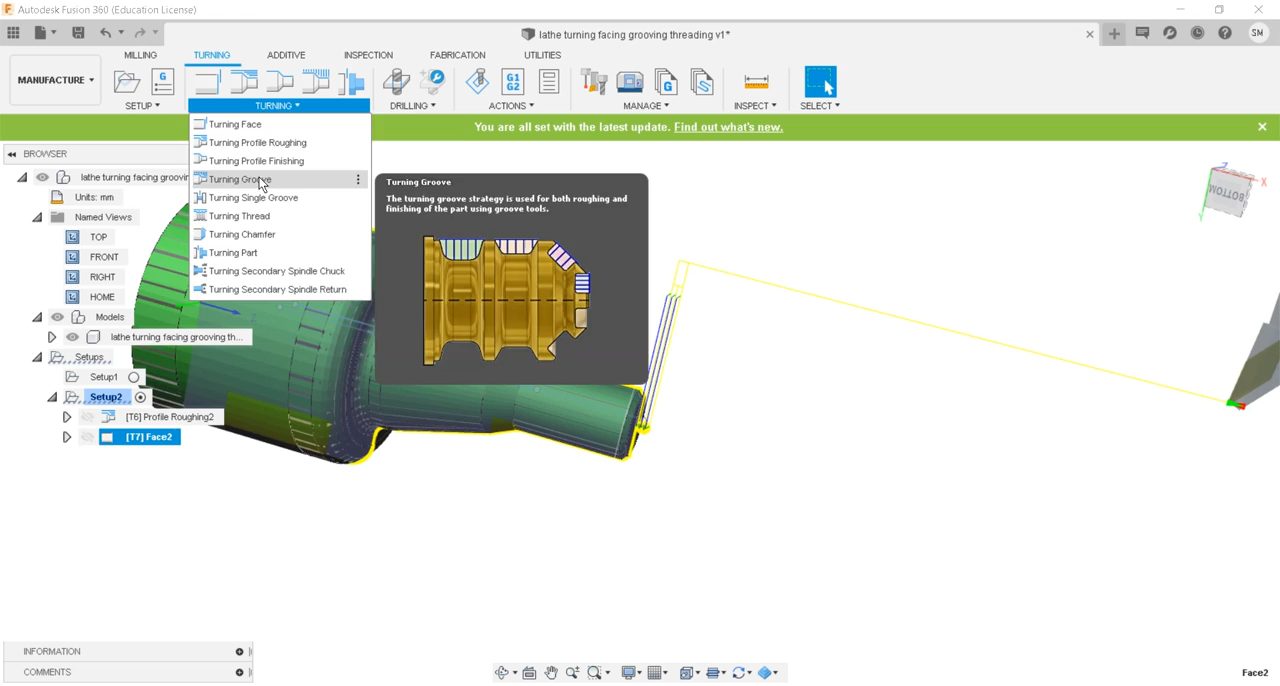 Autodesk Fusion 360 (Education License)
lathe turning facing grooving threading v1*
SM
MILLING TURNING ADDITIVE INSPECTION FABRICATION UTILITIES
MANUFACTURE
G
G1
G2
G
SETUP TURNING DRILLING ACTIONS MANAGE INSPECT SELECT
You are all set with the latest update. Find out what's new.
BROWSER
lathe turning facing groovin
Units: mm
Named Views
TOP
FRONT
RIGHT
HOME
Models
lathe turning facing grooving th...
Setups
Setup1
Setup2
[T6] Profile Roughing2
[T7] Face2
Turning Face
Turning Profile Roughing
Turning Profile Finishing
Turning Groove
Turning Single Groove
Turning Thread
Turning Chamfer
Turning Part
Turning Secondary Spindle Chuck
Turning Secondary Spindle Return
Turning Groove
The turning groove strategy is used for both roughing and
finishing of the part using groove tools.
Z
X
Y
BOTTOM
Z
INFORMATION
COMMENTS
Face2